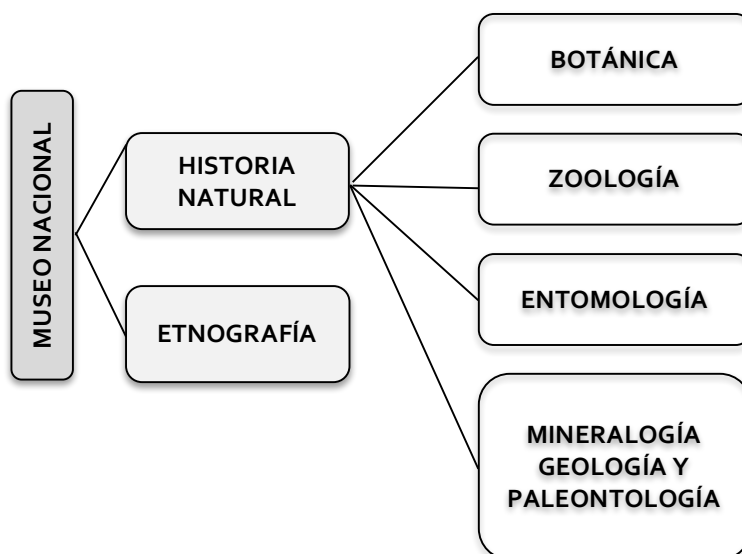 MUSEO NACIONAL
HISTORIA
NATURAL
ETNOGRAFÍA
BOTÁNICA
ZOOLOGÍA
ENTOMOLOGÍA
MINERALOGÍA
GEOLOGÍA Y
PALEONTOLOGÍA